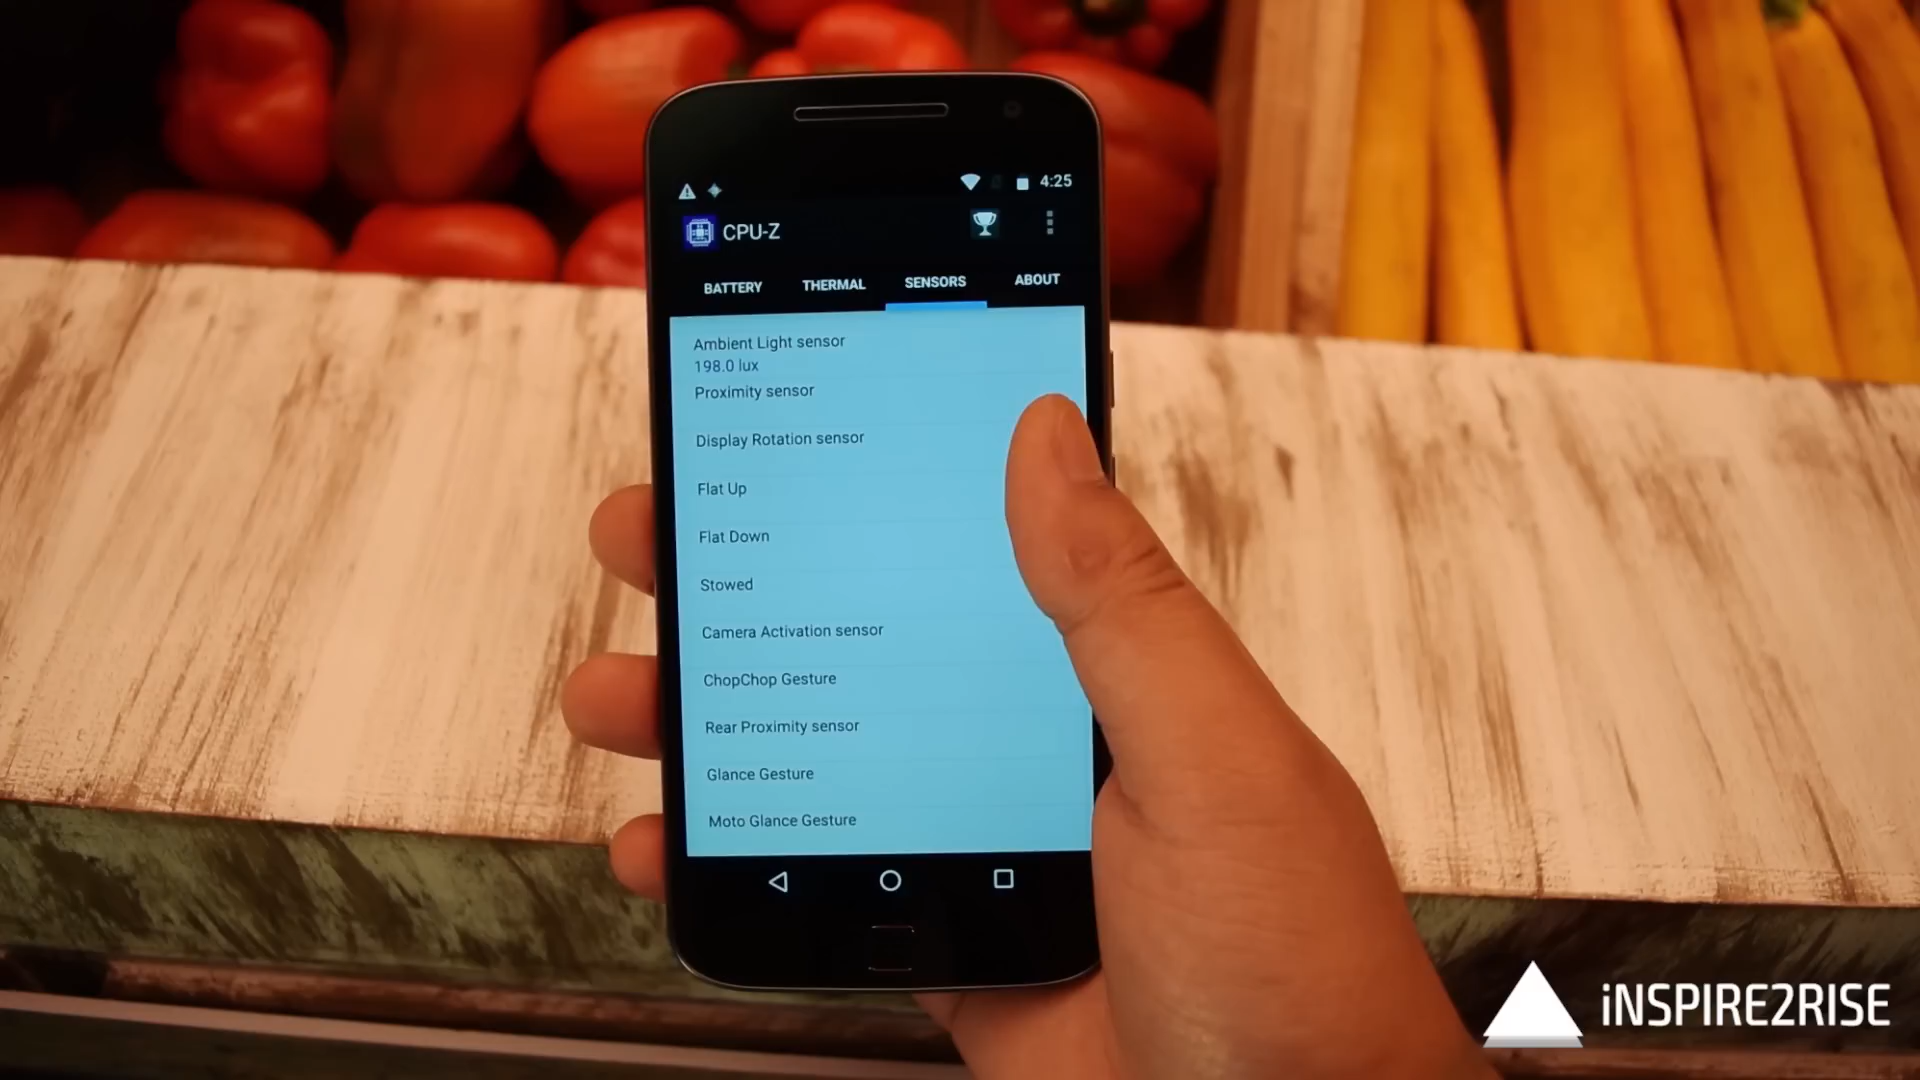 4:25
CPU-Z
BATTERY THERMAL SENSORS ABOUT
Ambient Light sensor
198.0 lux
Proximity sensor
Display Rotation sensor
Flat Up
Flat Down
Stowed
Camera Activation sensor
ChopChop Gesture
Rear Proximity sensor
Glance Gesture
Moto Glance Gesture
iNSPIRE2RISE